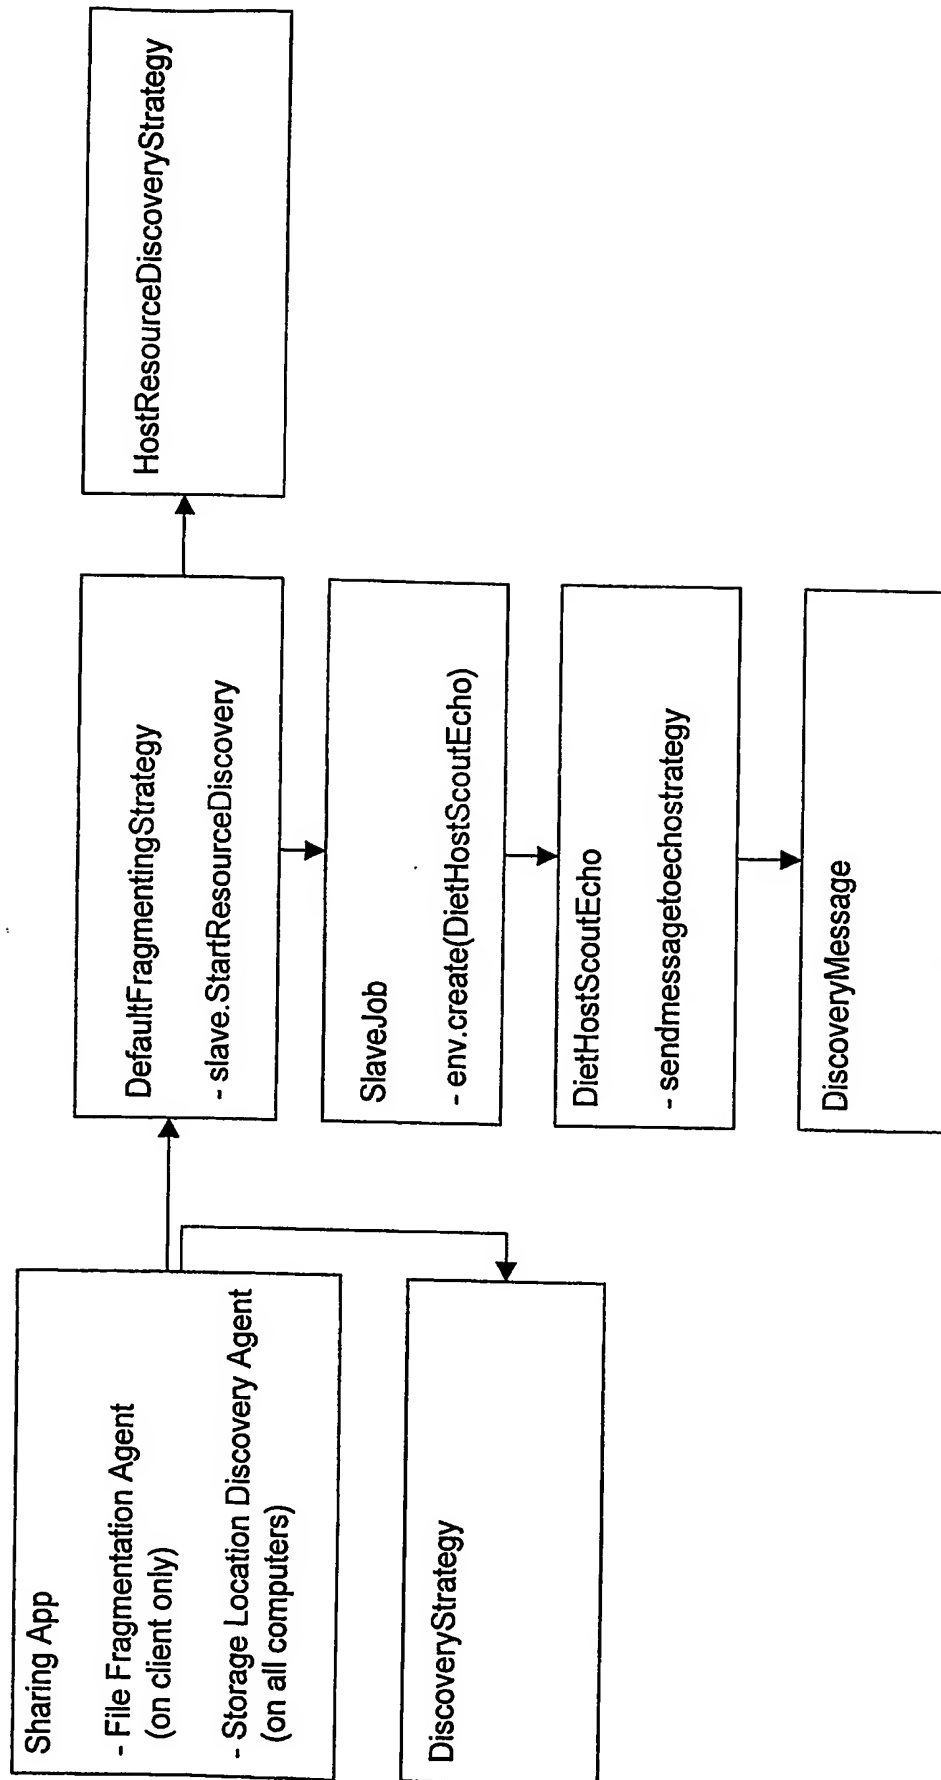 Sharing App
- File Fragmentation Agent
(on client only)
- Storage Location Discovery Agent
(on all computers)
DiscoveryStrategy
DefaultFragmentingStrategy
- slave.StartResourceDiscovery
SlaveJob
- env.create(DietHostScoutEcho)
DietHostScoutEcho
- sendmessagetoechostrategy
DiscoveryMessage
HostResourceDiscoveryStrategy